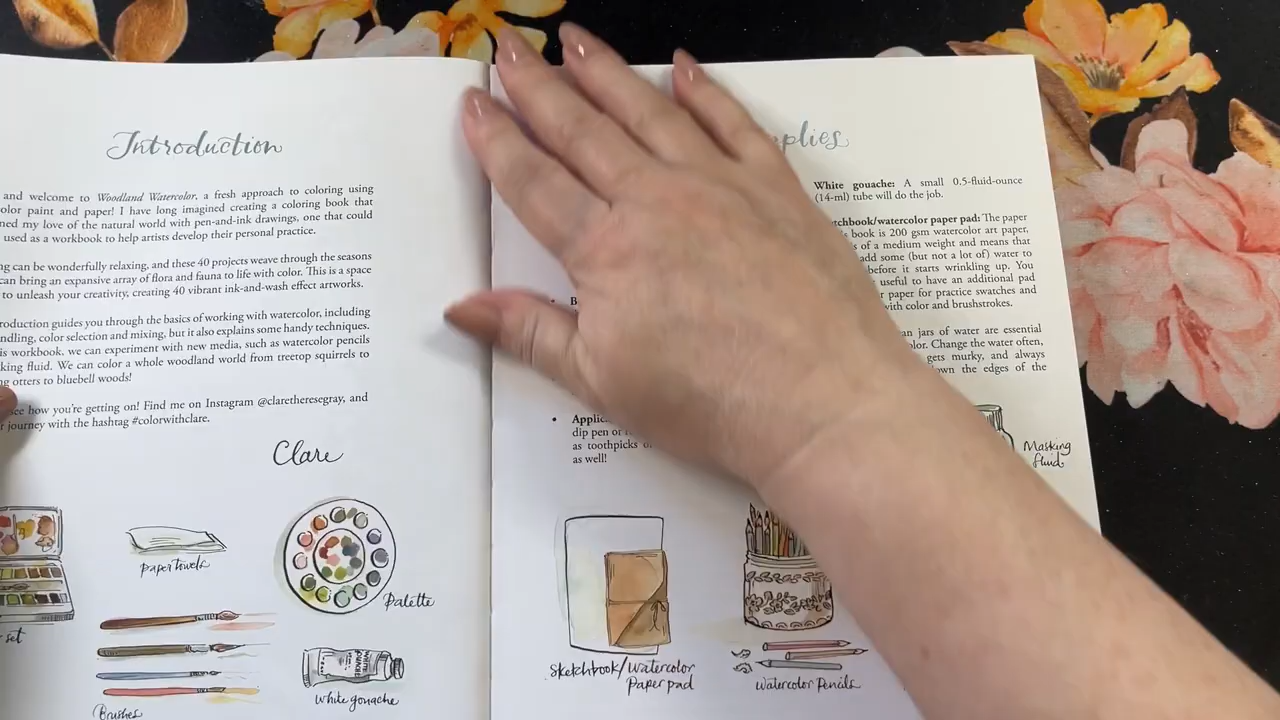 Introduction
and welcome to Woodland Watercolor, a fresh approach to coloring using
color paint and paper! I have long imagined creating a coloring book that
ned my love of the natural world with pen-and-ink drawings, one that could
used as a workbook to help artists develop their personal practice.
ng can be wonderfully relaxing, and these 40 projects weave through the seasons
can bring an expansive array of flora and fauna to life with color. This is a space
to unleash your creativity, creating 40 vibrant ink-and-wash effect artworks.
roduction guides you through the basics of working with watercolor, including
ndling, color selection and mixing, but it also explains some handy techniques.
is workbook, we can experiment with new media, such as watercolor pencils
king fluid. We can color a whole woodland world from treetop squirrels to
ng otters to bluebell woods!
see how you're getting on! Find me on Instagram @claretheresegray, and
r journey with the hashtag #colorwithclare.
Clare
set
paper towels
Palette
Brushes
white gouache
WHITE GOUACHE
pplies
• B
• Applic
dip pen or
as toothpicks o
as well!
White gouache: A small 0.5-fluid-ounce
(14-ml) tube will do the job.
etchbook/watercolor paper pad: The paper
s book is 200 gsm watercolor art paper,
s of a medium weight and means that
add some (but not a lot of) water to
before it starts wrinkling up. You
useful to have an additional pad
r paper for practice swatches and
with color and brushstrokes.
an jars of water are essential
olor. Change the water often,
gets murky, and always
own the edges of the
Masking
fluid
Sketchbook/watercolor
Paper pad
watercolor Pencils